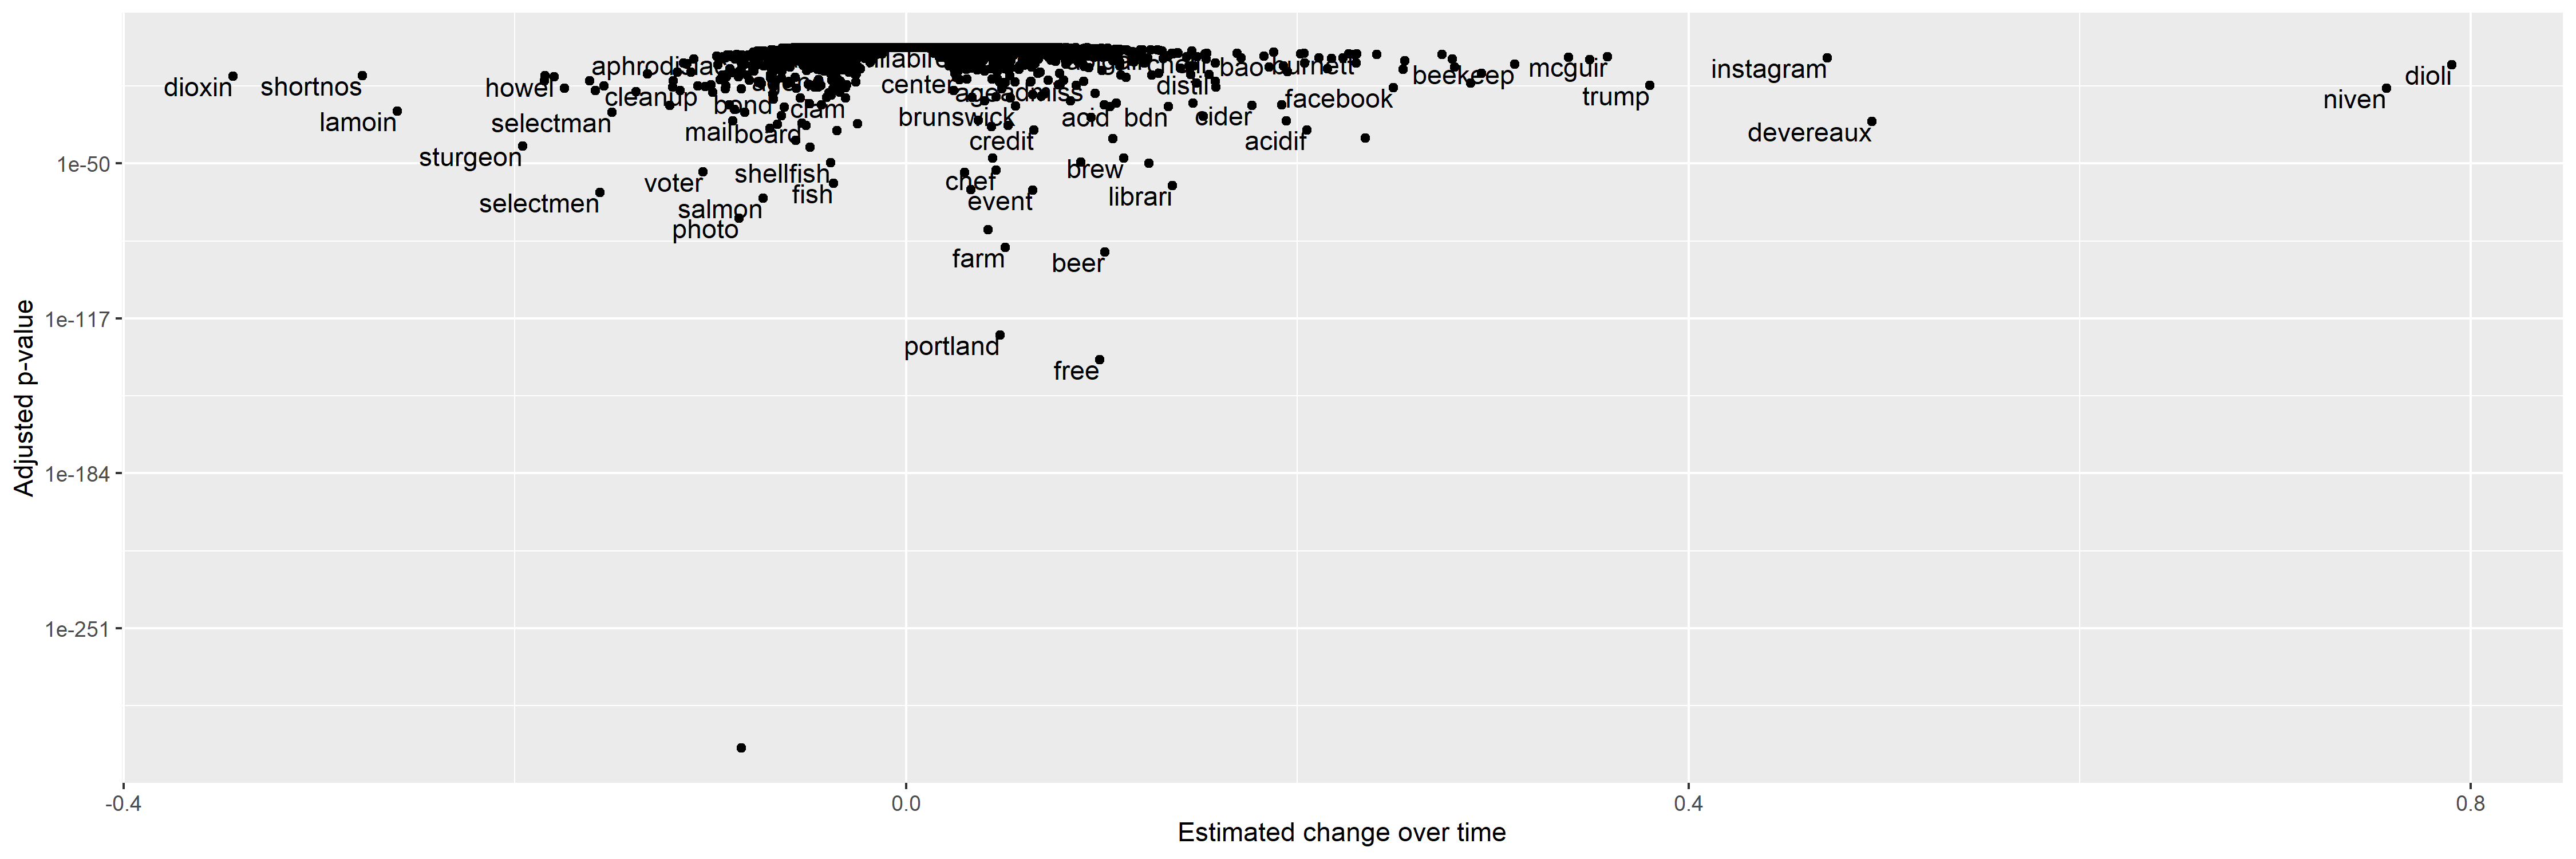 aphrodisia
center
bao
burnett
beekeep
mcguir
instagram
dioli
dioxin
shortnos
howel
cleanup
bond
clam
distil
facebook
trump
niven
lamoin
selectman
mail
board
brunswick
acid
bdn
cider
acidif
devereaux
credit
sturgeon
1e-50
voter
shellfish
fish
chef
brew
event
librari
selectmen
salmon
photo
farm
beer
1e-117
portland
free
1e-184
1e-251
Adjusted p-value
-0.4
0.0
0.4
0.8
Estimated change over time